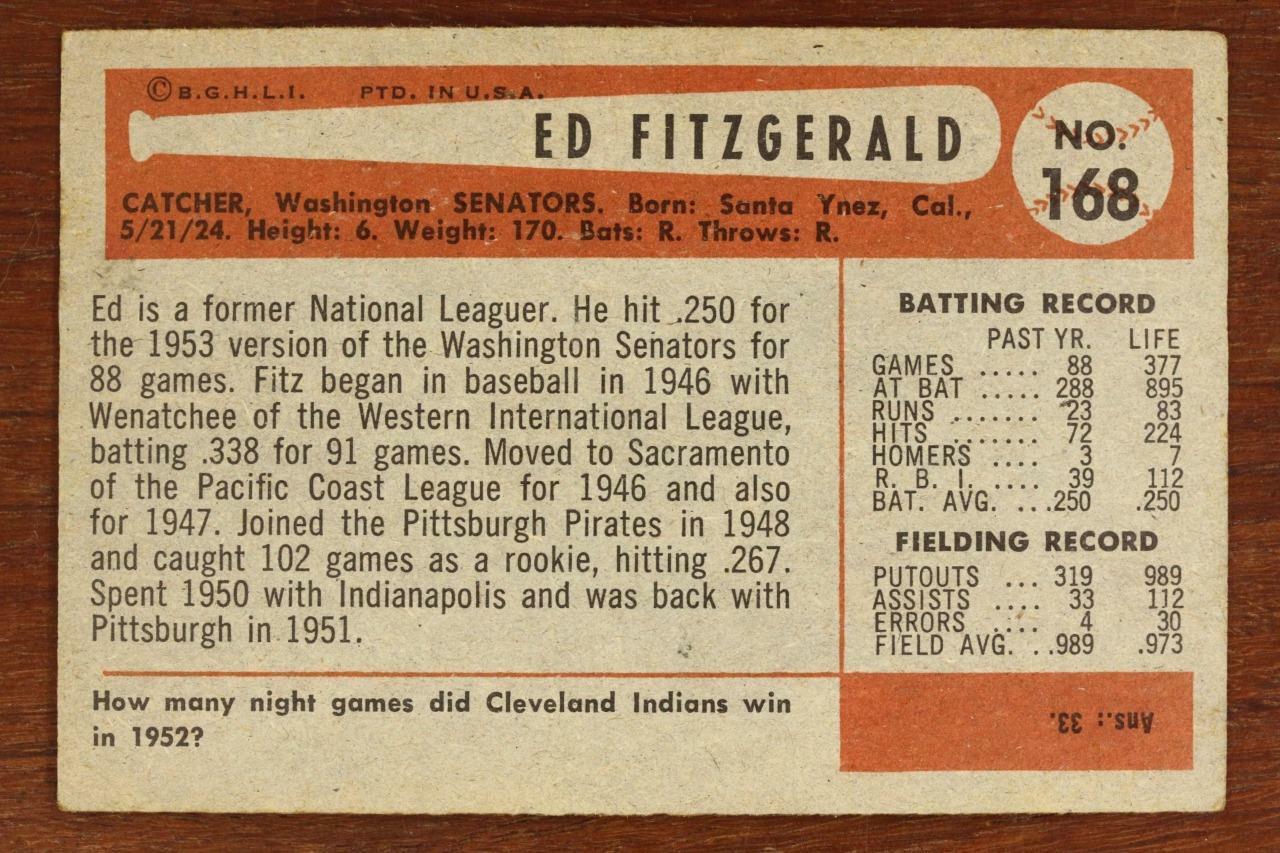 ©B.G.H.L.I. PTD. IN U.S.A.
ED FITZGERALD
NO.
168
CATCHER, Washington SENATORS. Born: Santa Ynez, Cal.,
5/21/24. Height: 6. Weight: 170. Bats: R. Throws: R.
Ed is a former National Leaguer. He hit .250 for
the 1953 version of the Washington Senators for
88 games. Fitz began in baseball in 1946 with
Wenatchee of the Western International League,
batting .338 for 91 games. Moved to Sacramento
of the Pacific Coast League for 1946 and also
for 1947. Joined the Pittsburgh Pirates in 1948
and caught 102 games as a rookie, hitting .267.
Spent 1950 with Indianapolis and was back with
Pittsburgh in 1951.
BATTING RECORD
PAST YR. LIFE
GAMES ..... 88 377
AT BAT ..... 288 895
RUNS ....... 23 83
HITS ....... 72 224
HOMERS .... 3 7
R. B. I. .... 39 112
BAT. AVG. ...250 .250
FIELDING RECORD
PUTOUTS ... 319 989
ASSISTS .... 33 112
ERRORS .... 4 30
FIELD AVG. ..989 .973
How many night games did Cleveland Indians win
in 1952?
Ans.: 33.